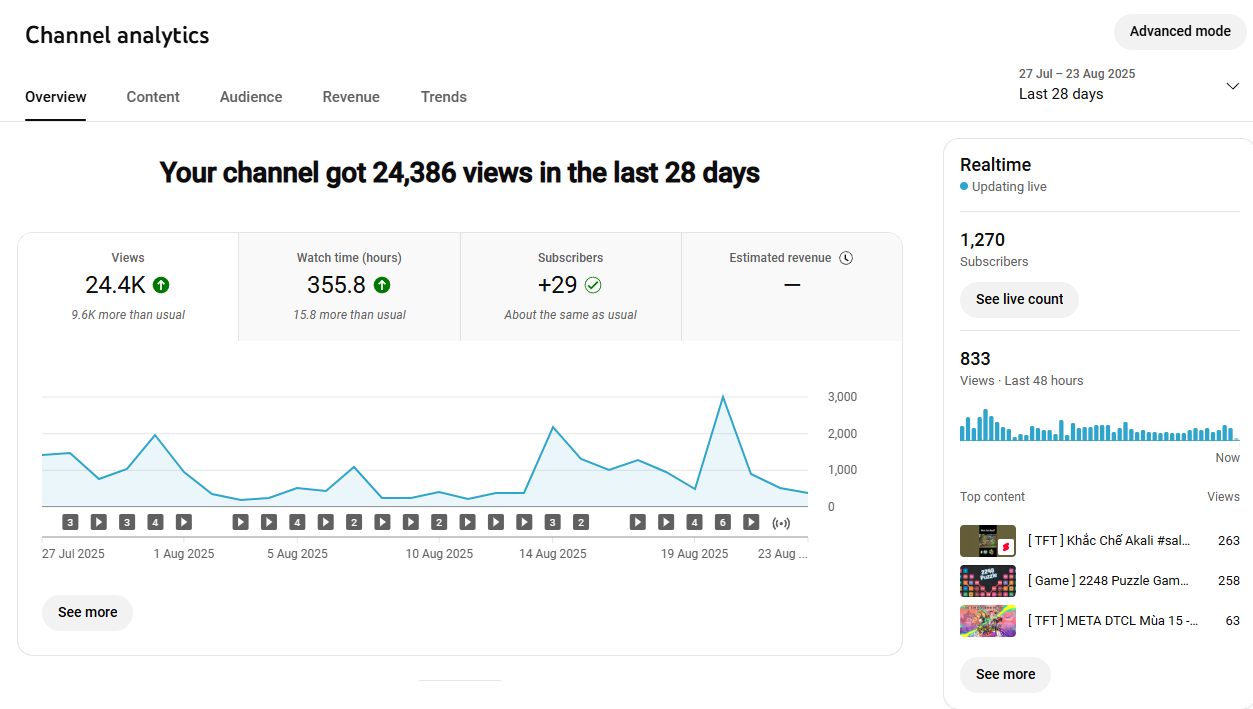 Channel analytics
Advanced mode
Overview Content Audience Revenue Trends
27 Jul – 23 Aug 2025
Last 28 days
Your channel got 24,386 views in the last 28 days
Views
24.4K
9.6K more than usual
Watch time (hours)
355.8
15.8 more than usual
Subscribers
+29
About the same as usual
Estimated revenue
—
3,000
2,000
1,000
0
3 3 4 4 2 2 3 2 4 6
27 Jul 2025 1 Aug 2025 5 Aug 2025 10 Aug 2025 14 Aug 2025 19 Aug 2025 23 Aug ...
See more
Realtime
Updating live
1,270
Subscribers
See live count
833
Views · Last 48 hours
Now
Top content Views
[ TFT ] Khắc Chế Akali #sal... 263
[ Game ] 2248 Puzzle Gam... 258
[ TFT ] META DTCL Mùa 15 -... 63
See more